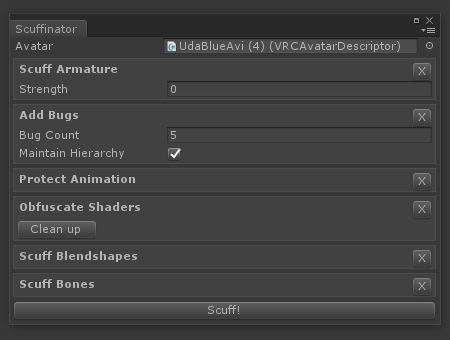 Scuffinator
Avatar UdaBlueAvi (4) (VRCAvatarDescriptor)
Scuff Armature X
Strength 0
Add Bugs X
Bug Count 5
Maintain Hierarchy
Protect Animation X
Obfuscate Shaders X
Clean up
Scuff Blendshapes X
Scuff Bones X
Scuff!